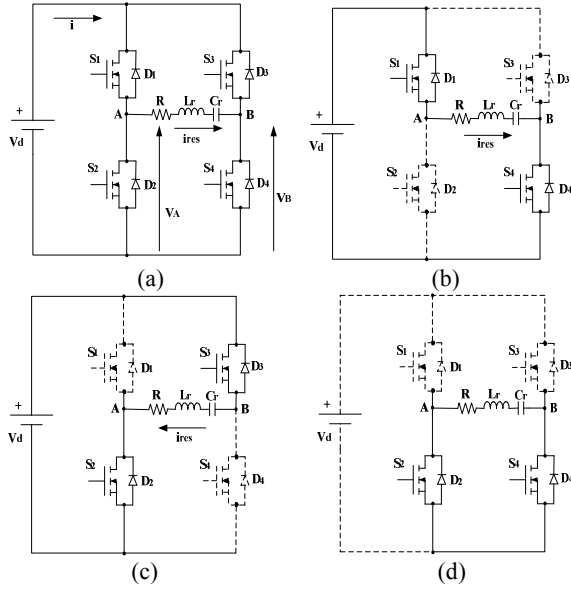 i
S1
D1
S3
D3
+
Vd
A
R
Lr
Cr
B
ires
S2
D2
S4
D4
VA
VB
(a)
S1
D1
S3
D3
+
Vd
A
R
Lr
Cr
B
ires
S2
D2
S4
D4
(b)
S1
D1
S3
D3
+
Vd
A
R
Lr
Cr
B
ires
S2
D2
S4
D4
(c)
S1
D1
S3
D3
+
Vd
A
R
Lr
Cr
B
S2
D2
S4
D4
(d)